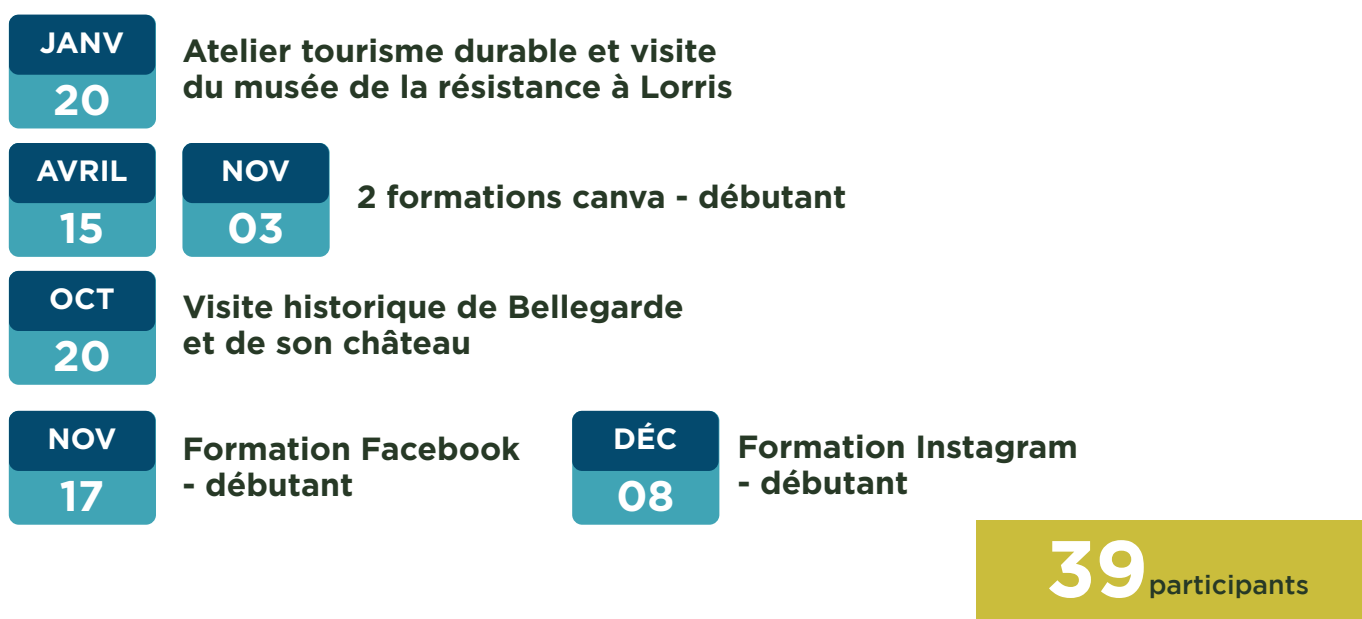 JANV
20
Atelier tourisme durable et visite
du musée de la résistance à Lorris
AVRIL
15
NOV
03
2 formations canva - débutant
OCT
20
Visite historique de Bellegarde
et de son château
NOV
17
Formation Facebook
- débutant
DÉC
08
Formation Instagram
- débutant
39 participants